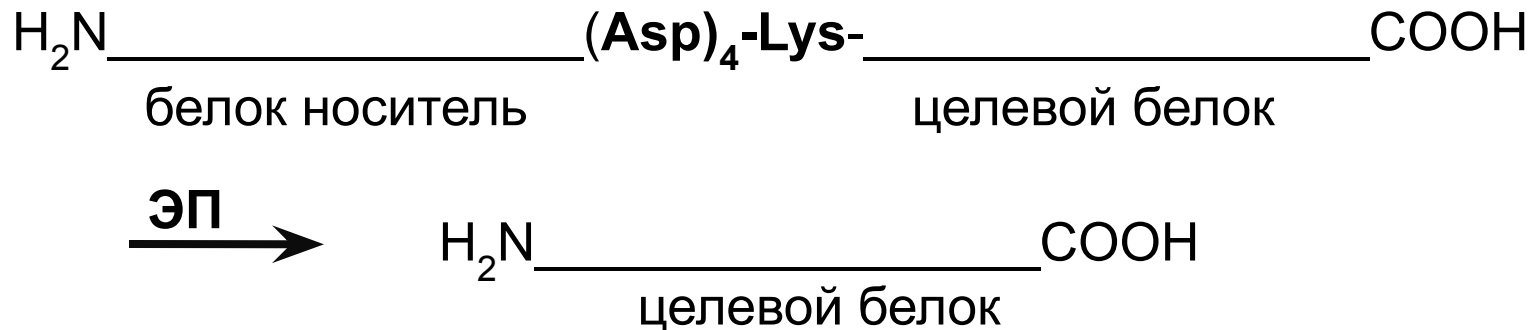 H₂N (Asp)₄-Lys- COOH
белок носитель целевой белок
ЭП
H₂N COOH
целевой белок